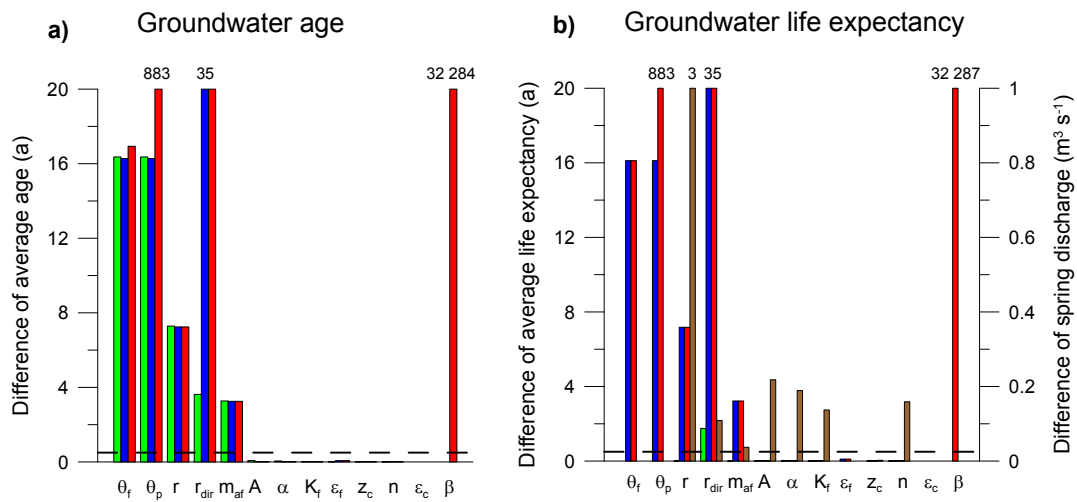 a) Groundwater age
883 35 32 284
20
16
12
8
4
0
Difference of average age (a)
θf θp r rdir maf A α Kf εf zc n εc β
b) Groundwater life expectancy
883 3 35 32 287
20
16
12
8
4
0
Difference of average life expectancy (a)
1
0.8
0.6
0.4
0.2
0
Difference of spring discharge (m³ s⁻¹)
θf θp r rdir maf A α Kf εf zc n εc β